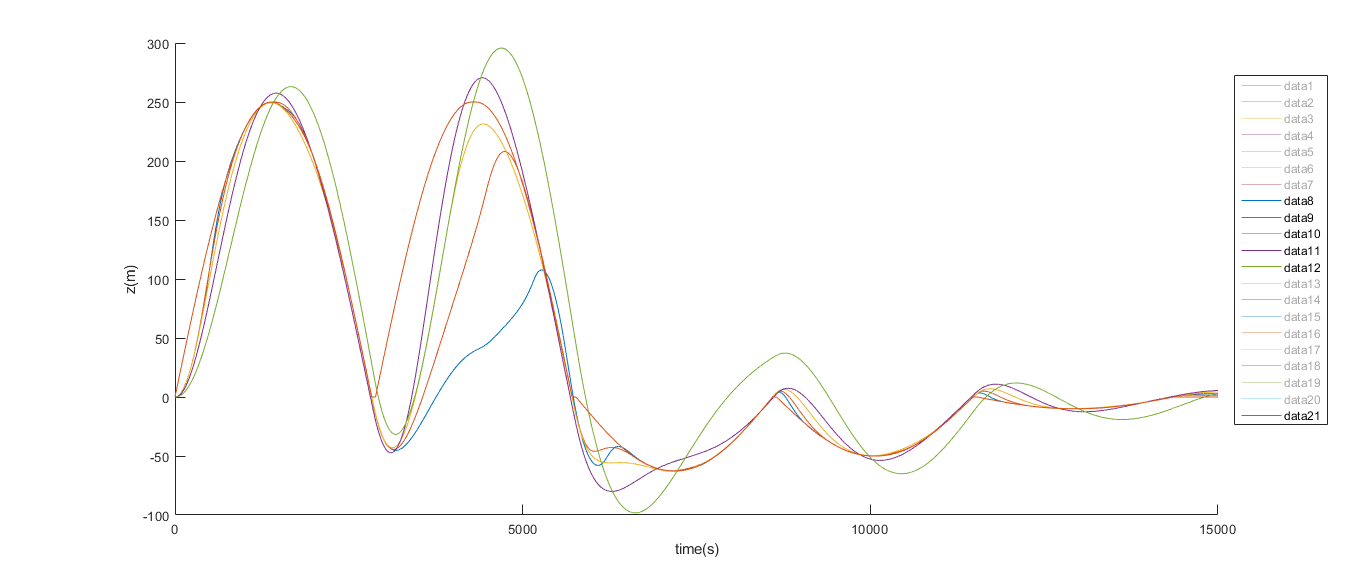 300
250
200
150
100
50
0
-50
-100
z(m)
0
5000
10000
15000
time(s)
data1
data2
data3
data4
data5
data6
data7
data8
data9
data10
data11
data12
data13
data14
data15
data16
data17
data18
data19
data20
data21